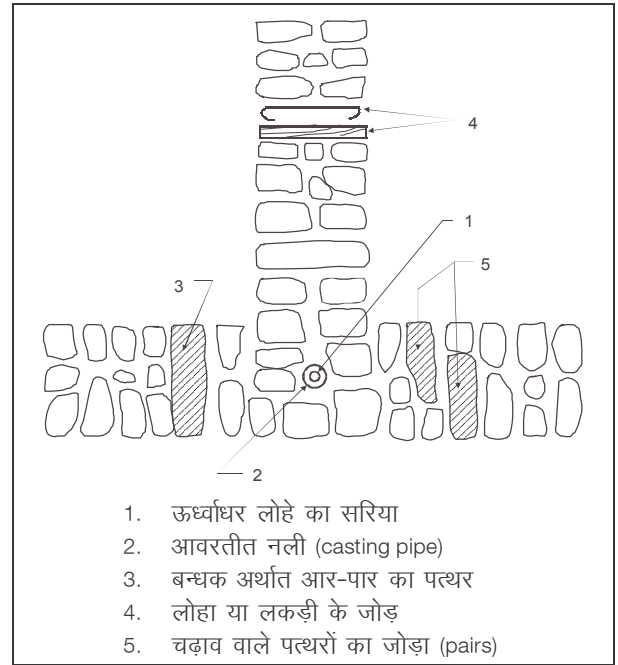 4
1
5
3
2
1. ऊर्ध्वाधर लोहे का सरिया
2. आवरतीत नली (casting pipe)
3. बन्धक अर्थात आर-पार का पत्थर
4. लोहा या लकड़ी के जोड़
5. चढ़ाव वाले पत्थरों का जोड़ा (pairs)